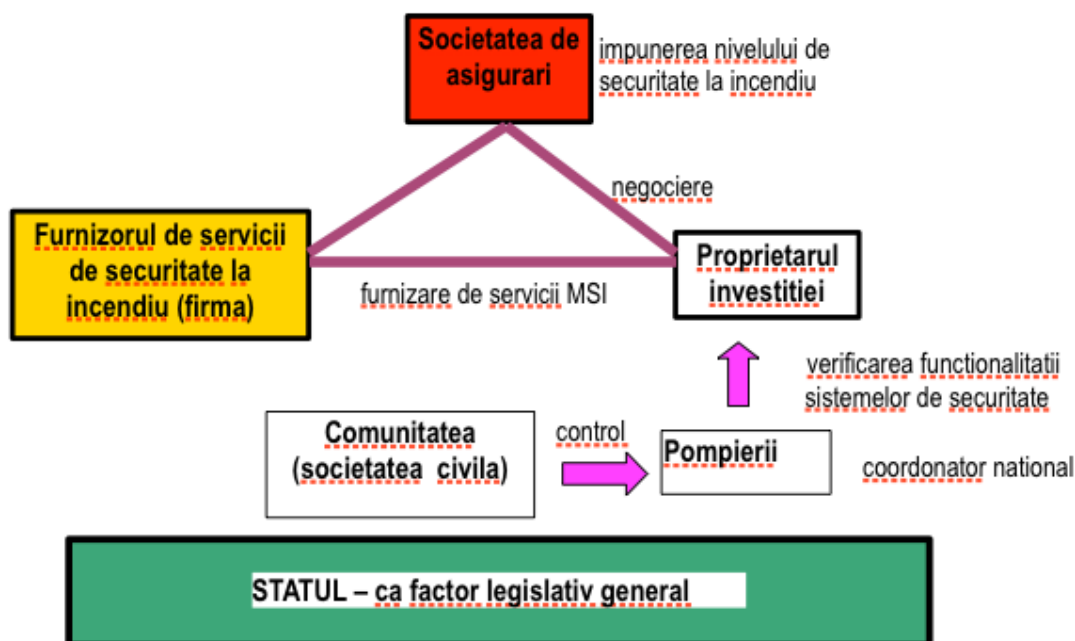 Societatea de
asigurari
impunerea nivelului de
securitate la incendiu
negociere
Furnizorul de servicii
de securitate la
incendiu (firma)
Proprietarul
investitiei
furnizare de servicii MSI
verificarea functionalitatii
sistemelor de securitate
Comunitatea
(societatea civila)
control
Pompierii
coordonator national
STATUL – ca factor legislativ general